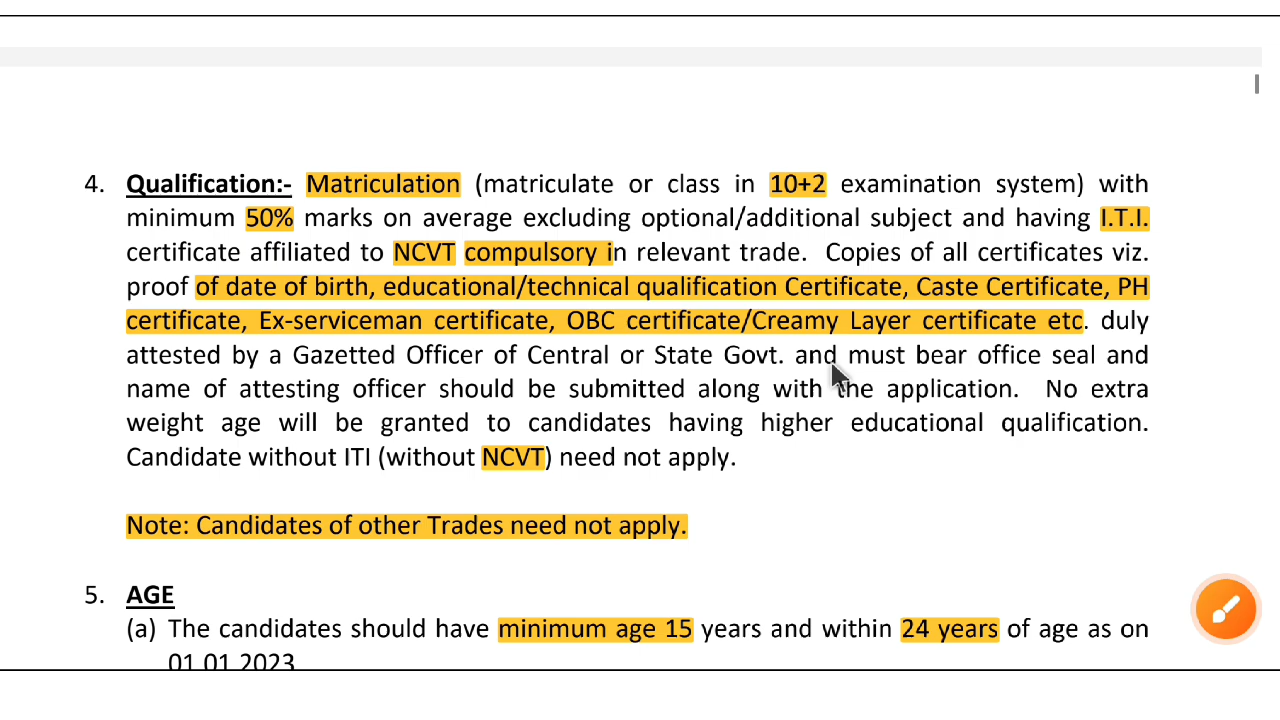 4. Qualification:- Matriculation (matriculate or class in 10+2 examination system) with
minimum 50% marks on average excluding optional/additional subject and having I.T.I.
certificate affiliated to NCVT compulsory in relevant trade. Copies of all certificates viz.
proof of date of birth, educational/technical qualification Certificate, Caste Certificate, PH
certificate, Ex-serviceman certificate, OBC certificate/Creamy Layer certificate etc. duly
attested by a Gazetted Officer of Central or State Govt. and must bear office seal and
name of attesting officer should be submitted along with the application. No extra
weight age will be granted to candidates having higher educational qualification.
Candidate without ITI (without NCVT) need not apply.
Note: Candidates of other Trades need not apply.
5. AGE
(a) The candidates should have minimum age 15 years and within 24 years of age as on
01.01.2023